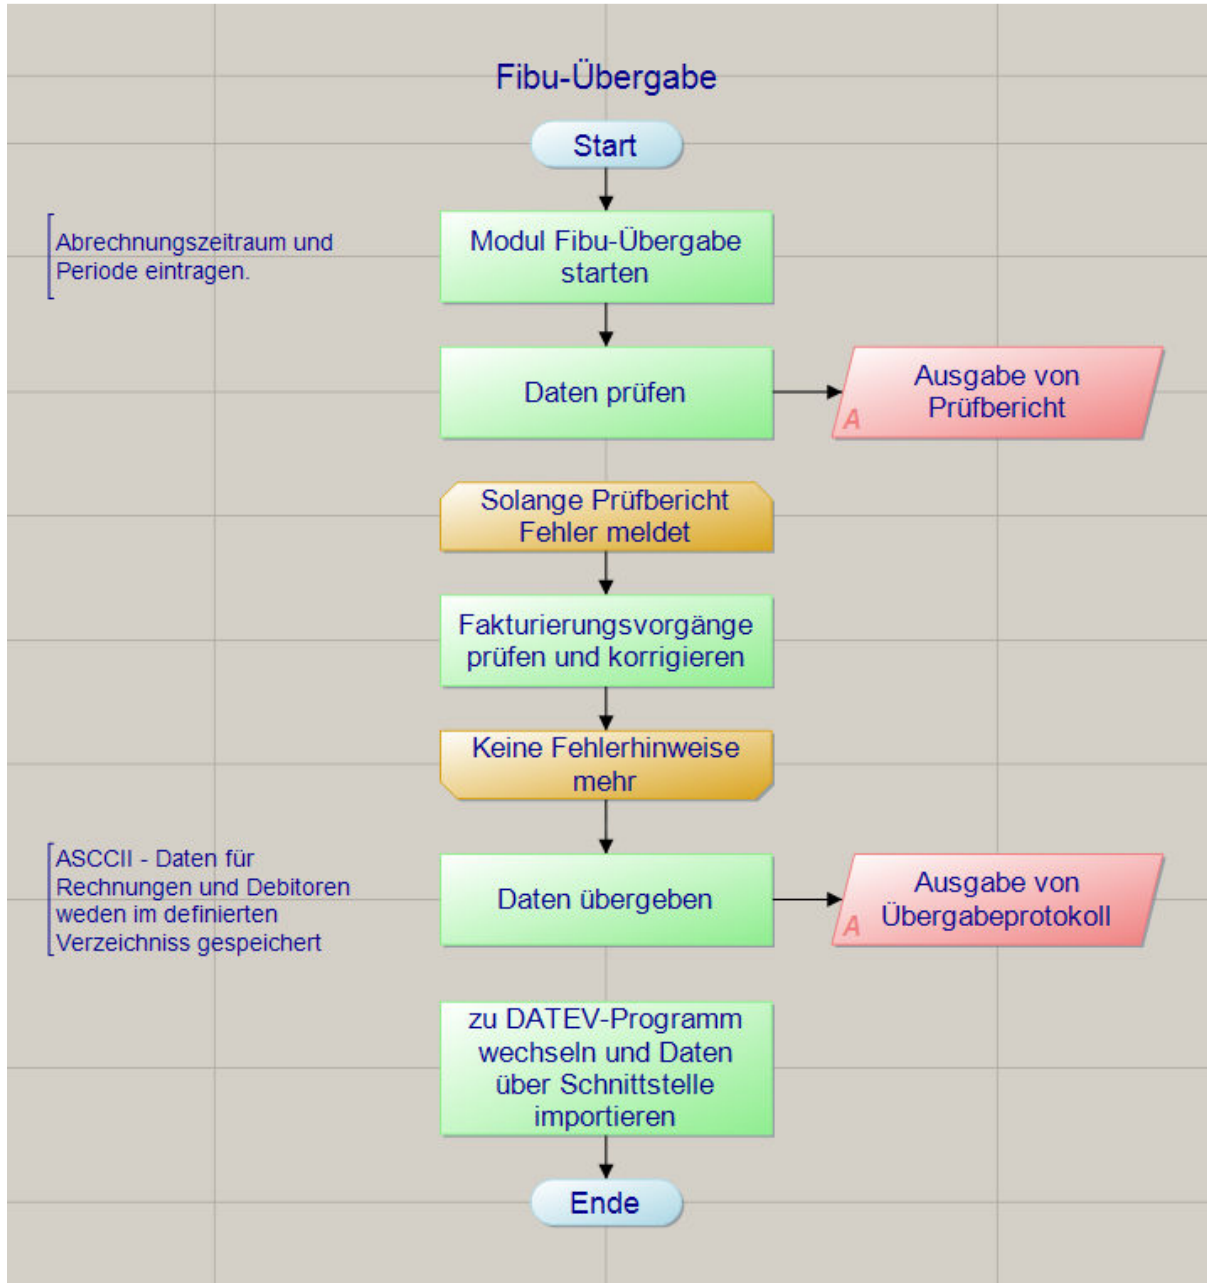 Fibu-Übergabe
Start
Abrechnungszeitraum und
Periode eintragen.
Modul Fibu-Übergabe
starten
Daten prüfen
Ausgabe von
Prüfbericht
A
Solange Prüfbericht
Fehler meldet
Fakturierungsvorgänge
prüfen und korrigieren
Keine Fehlerhinweise
mehr
ASCCII - Daten für
Rechnungen und Debitoren
weden im definierten
Verzeichniss gespeichert
Daten übergeben
Ausgabe von
Übergabeprotokoll
A
zu DATEV-Programm
wechseln und Daten
über Schnittstelle
importieren
Ende